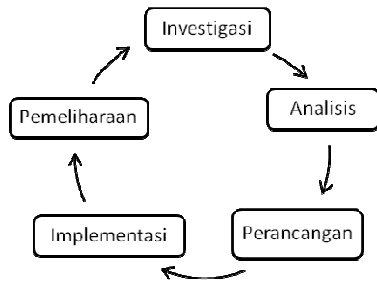 Investigasi
Analisis
Perancangan
Implementasi
Pemeliharaan